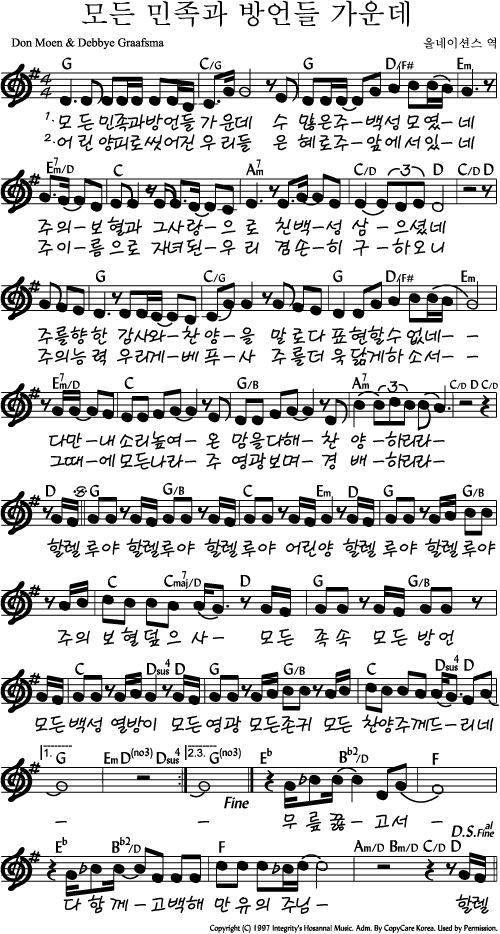 모든 민족과 방언들 가운데
Don Moen & Debbye Graafsma 올네이션스 역
G C/G G D/F# Em
1. 모 든 민족과방언들 가 운데 수 많은주-백성 모였-네
2. 어 린 양피로씻어진 우 리들 은 혜로주-앞에서있-네
Em7/D C Am7 C/D C/D D
주의-보혈과 그사랑-으 로 친백-성 삼-으셨네
주이-름으로 자녀된-우 리 겸손-히 구-하오니
G C/G G D/F# Em
주를향 한 감사와-찬 양-을 말 로다 표현할수 없네- -
주의능력 우리게-베 푸-사 주를더 욱 닮게하 소서- -
Em7/D C G/B Am7 C/D D C/D
다만-내 소리높여-온 맘을다해-찬 양-하리라-
그때-에 모든나라-주 영광보며-경 배-하리라-
D G G/B C Em D G G/B
할렐 루야 할렐루야 할렐루야 어린양 할렐 루야 할렐루야
C Cmaj7/D D G G/B
주의 보 혈덮 으 사- 모든 족속 모든 방언
C G Dsus4 D G G/B C G Dsus4 D
모든백성 열방이 모든영광 모든존귀 모든 찬양주께드-리네
1. G Em D(no3) Dsus4 2.3. G(no3) Eb Bb2/D F
- - 무 릎 꿇-고서 -
Fine
D.S. al Fine
Eb Bb2/D F Am/D Bm/D C/D D
다 함 께-고백해 만 유의 주님- 할렐
Copyright (C) 1997 Integrity's Hosanna! Music. Adm. By CopyCare Korea. Used by Permission.